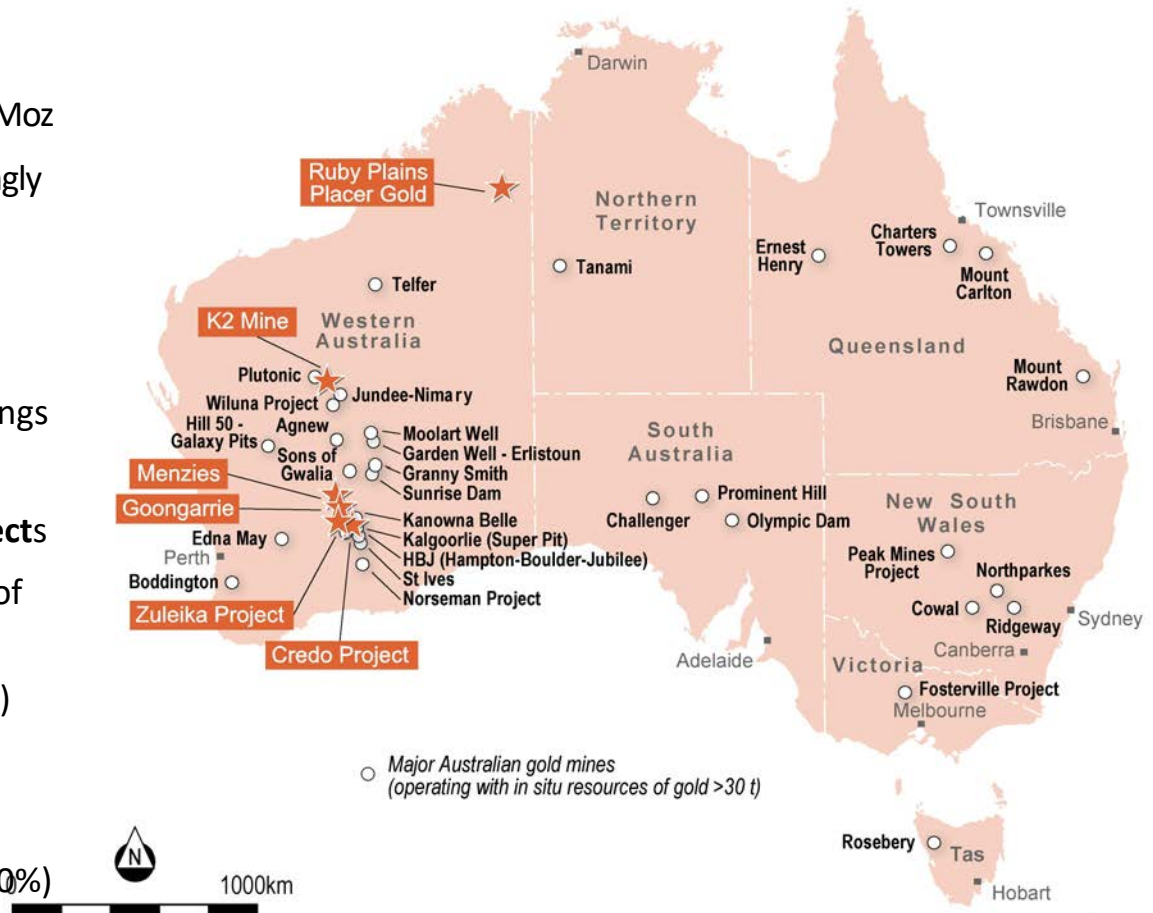 Moz
gly
ngs
ects
of
)
0%)
Darwin
Ruby Plains
Placer Gold
Northern
Territory
Townsville
Charters
Towers
Ernest
Henry
Tanami
Mount
Carlton
Telfer
K2 Mine
Western
Australia
Queensland
Plutonic
Mount
Rawdon
Jundee-Nimary
Wiluna Project
Brisbane
Hill 50 -
Galaxy Pits
Agnew
Moolart Well
Garden Well - Erlistoun
South
Australia
Sons of
Gwalia
Granny Smith
Menzies
Sunrise Dam
Prominent Hill
New South
Wales
Goongarrie
Challenger
Olympic Dam
Kanowna Belle
Edna May
Kalgoorlie (Super Pit)
Perth
HBJ (Hampton-Boulder-Jubilee)
Peak Mines
Project
Northparkes
Boddington
St Ives
Norseman Project
Cowal
Ridgeway
Sydney
Zuleika Project
Credo Project
Canberra
Adelaide
Victoria
Fosterville Project
Melbourne
Major Australian gold mines
(operating with in situ resources of gold >30 t)
Rosebery
Tas
Hobart
N
0
1000km